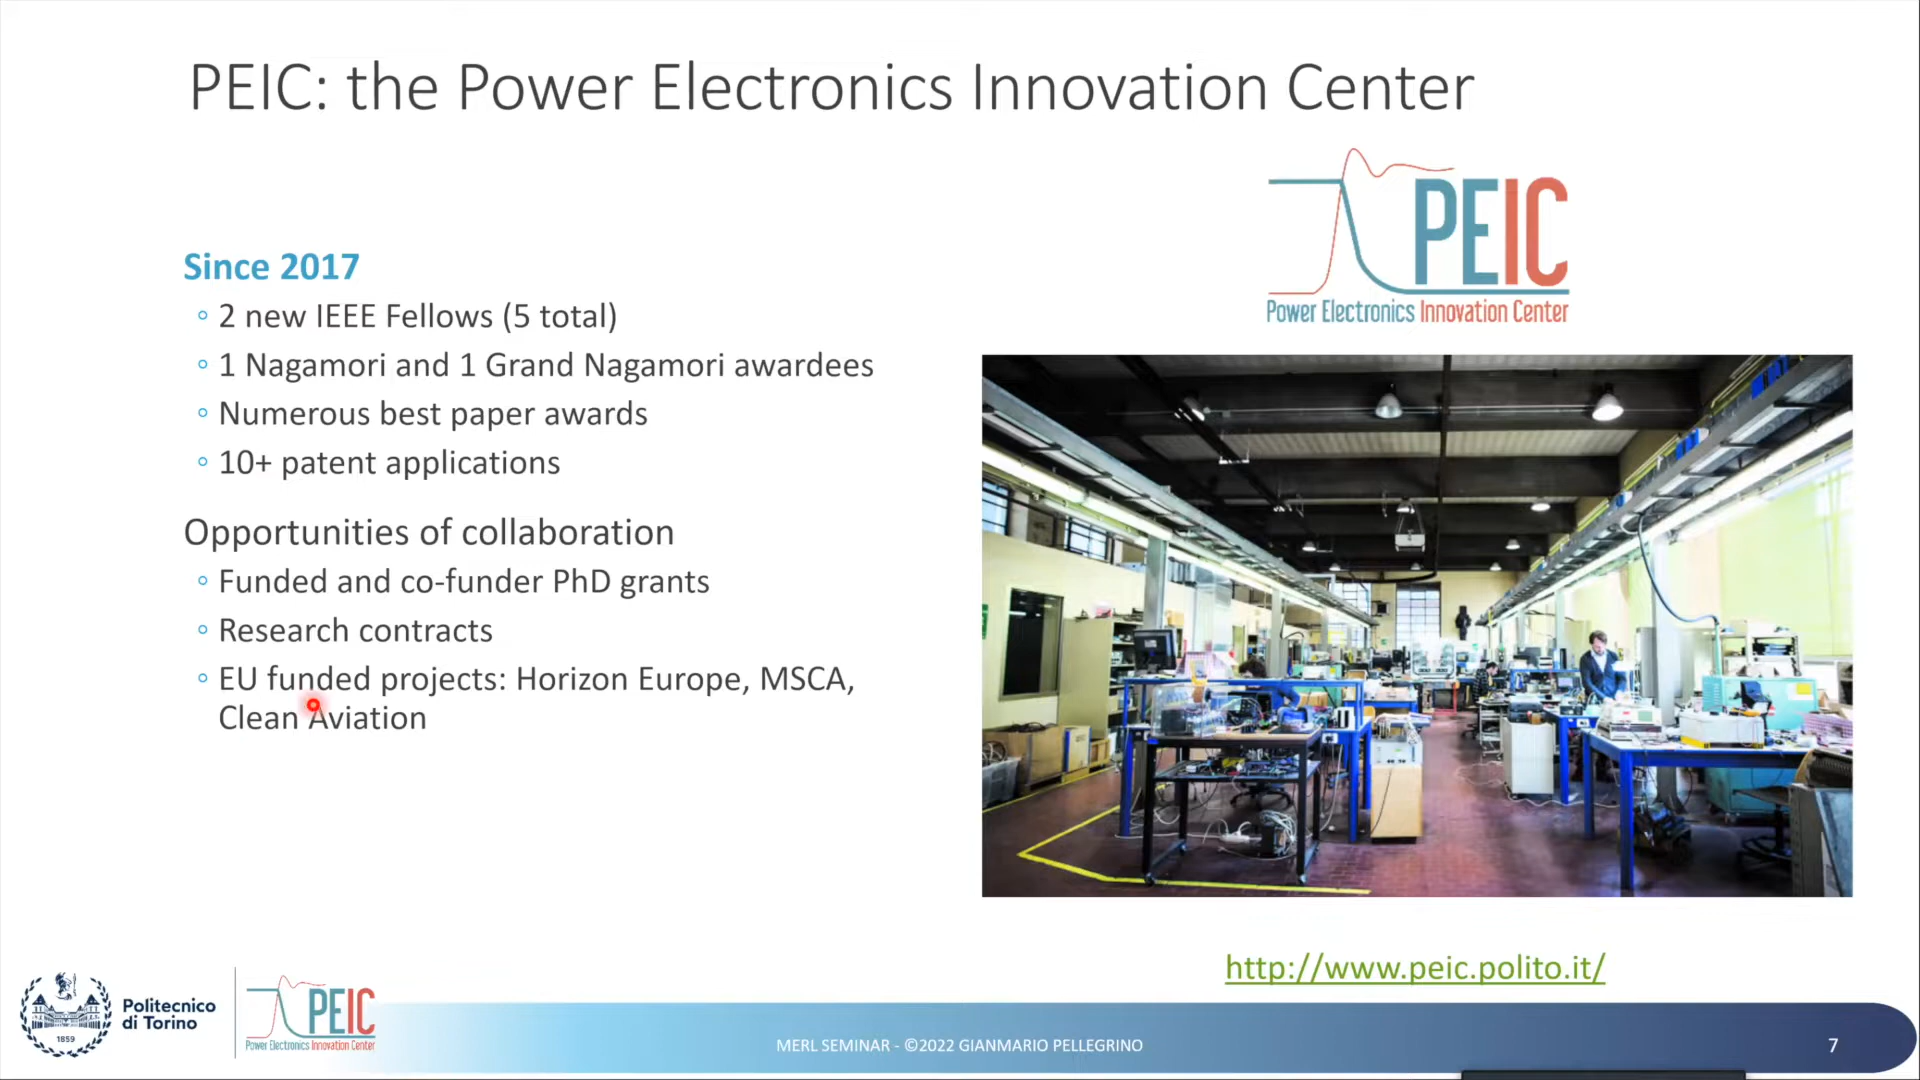 PEIC: the Power Electronics Innovation Center
PEIC
Power Electronics Innovation Center
Since 2017
2 new IEEE Fellows (5 total)
1 Nagamori and 1 Grand Nagamori awardees
Numerous best paper awards
10+ patent applications
Opportunities of collaboration
Funded and co-funder PhD grants
Research contracts
EU funded projects: Horizon Europe, MSCA,
Clean Aviation
http://www.peic.polito.it/
1859
Politecnico
di Torino
PEIC
Power Electronics Innovation Center
MERL SEMINAR - ©2022 GIANMARIO PELLEGRINO
7